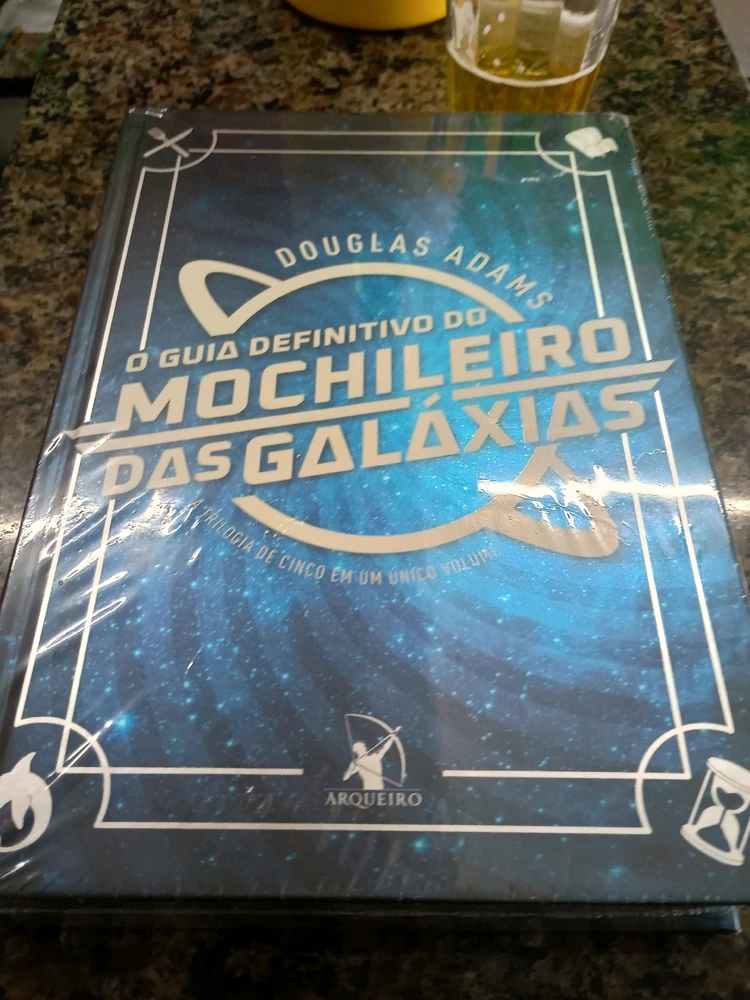 DOUGLAS ADAMS
O GUIA DEFINITIVO DO
MOCHILEIRO
DAS GALÁXIAS
A TRILOGIA DE CINCO EM UM ÚNICO VOLUME
ARQUEIRO